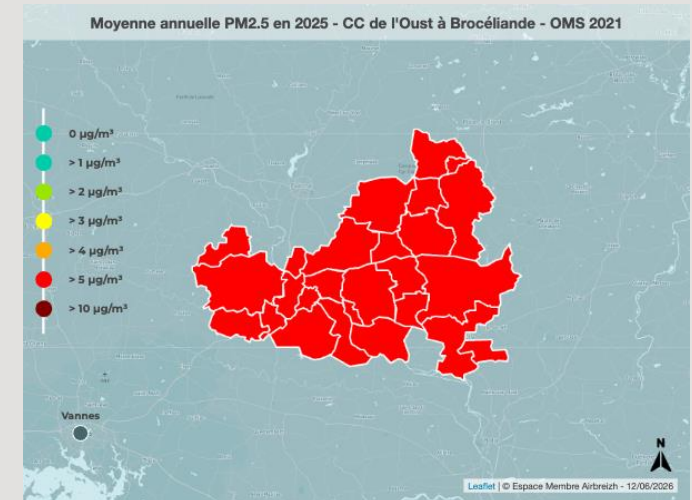 Moyenne annuelle PM2.5 en 2025 - CC de l'Oust à Brocéliande - OMS 2021
0 µg/m³
> 1 µg/m³
> 2 µg/m³
> 3 µg/m³
> 4 µg/m³
> 5 µg/m³
> 10 µg/m³
Vannes
N
Leaflet | © Espace Membre Airbreizh - 12/06/2026